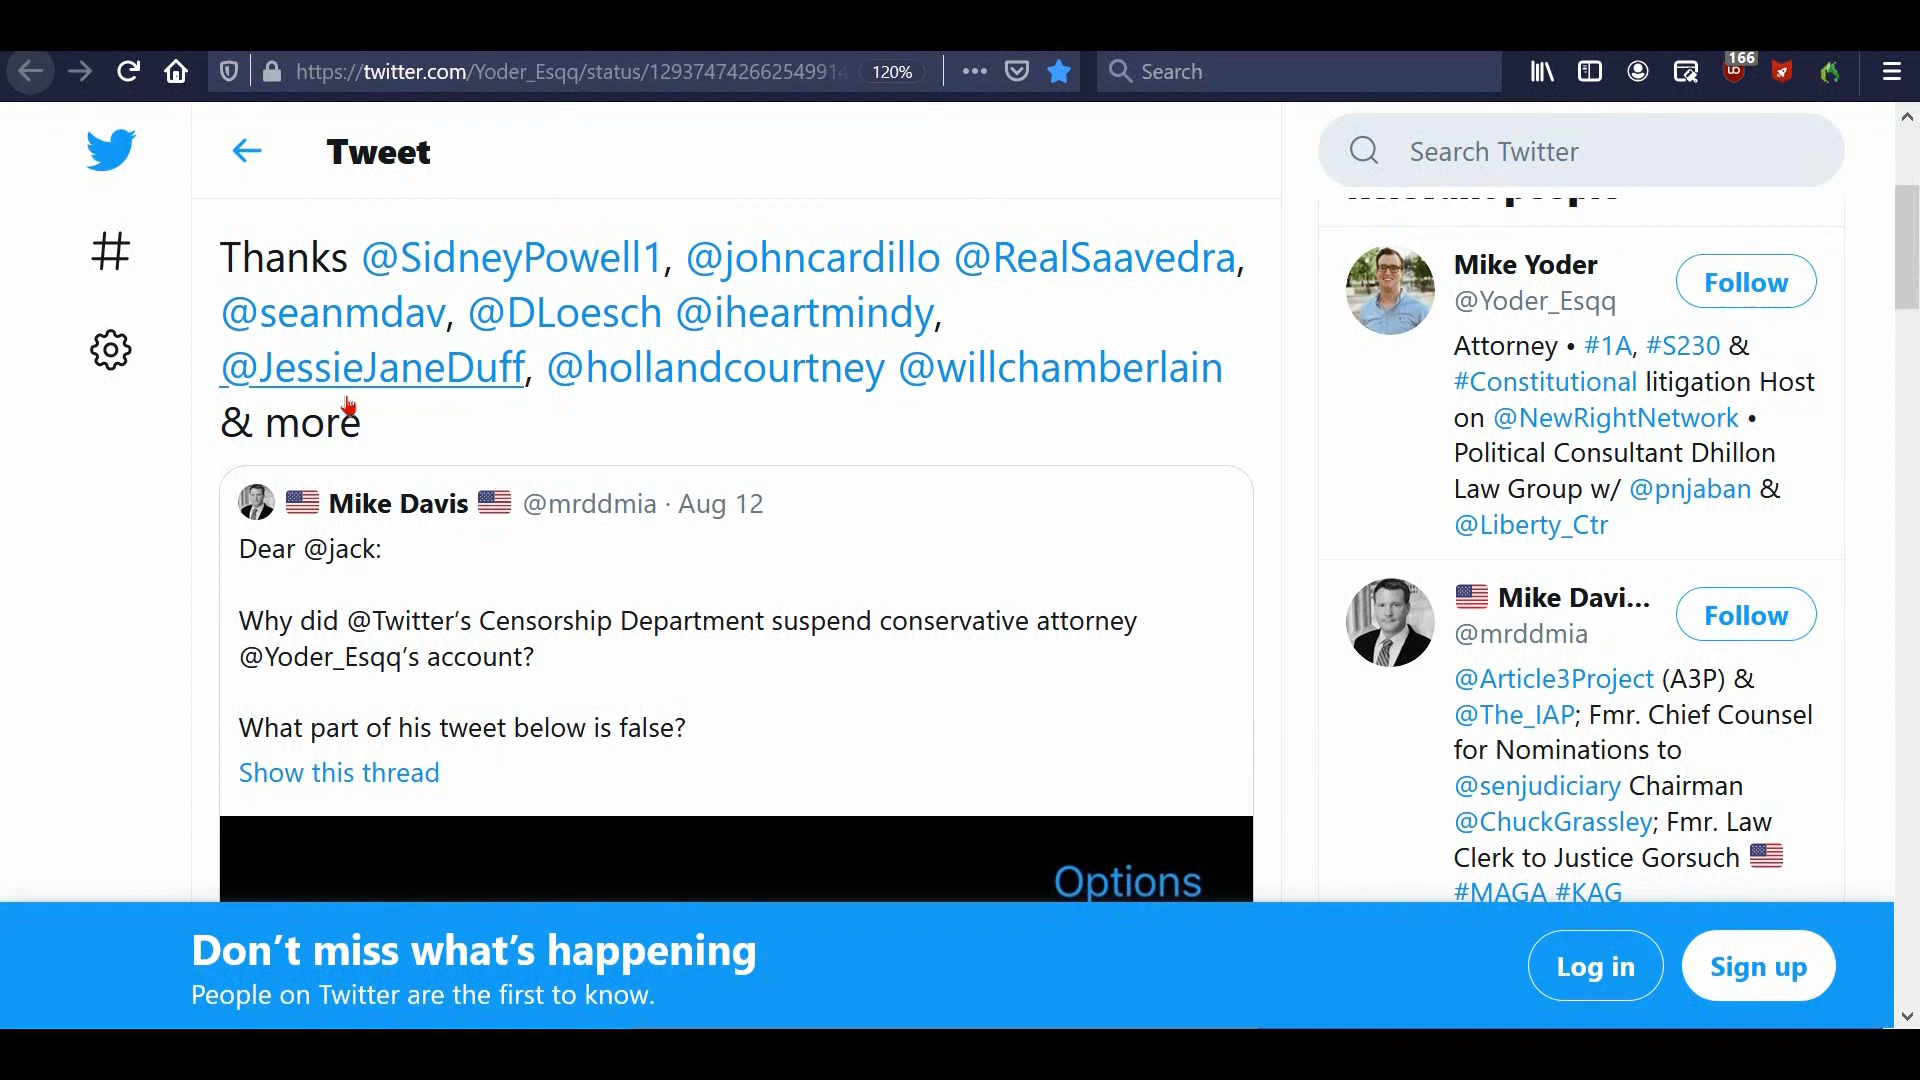 https://twitter.com/Yoder_Esqq/status/1293747426625499914
120%
Search
166
Tweet
Search Twitter
Thanks @SidneyPowell1, @johncardillo @RealSaavedra,
@seanmdav, @DLoesch @iheartmindy,
@JessieJaneDuff, @hollandcourtney @willchamberlain
& more
Mike Davis @mrddmia · Aug 12
Dear @jack:
Why did @Twitter’s Censorship Department suspend conservative attorney
@Yoder_Esqq’s account?
What part of his tweet below is false?
Show this thread
Options
Mike Yoder
@Yoder_Esqq
Follow
Attorney • #1A, #S230 &
#Constitutional litigation Host
on @NewRightNetwork •
Political Consultant Dhillon
Law Group w/ @pnjaban &
@Liberty_Ctr
Mike Davi...
@mrddmia
Follow
@Article3Project (A3P) &
@The_IAP; Fmr. Chief Counsel
for Nominations to
@senjudiciary Chairman
@ChuckGrassley; Fmr. Law
Clerk to Justice Gorsuch
#MAGA #KAG
Don’t miss what’s happening
People on Twitter are the first to know.
Log in
Sign up